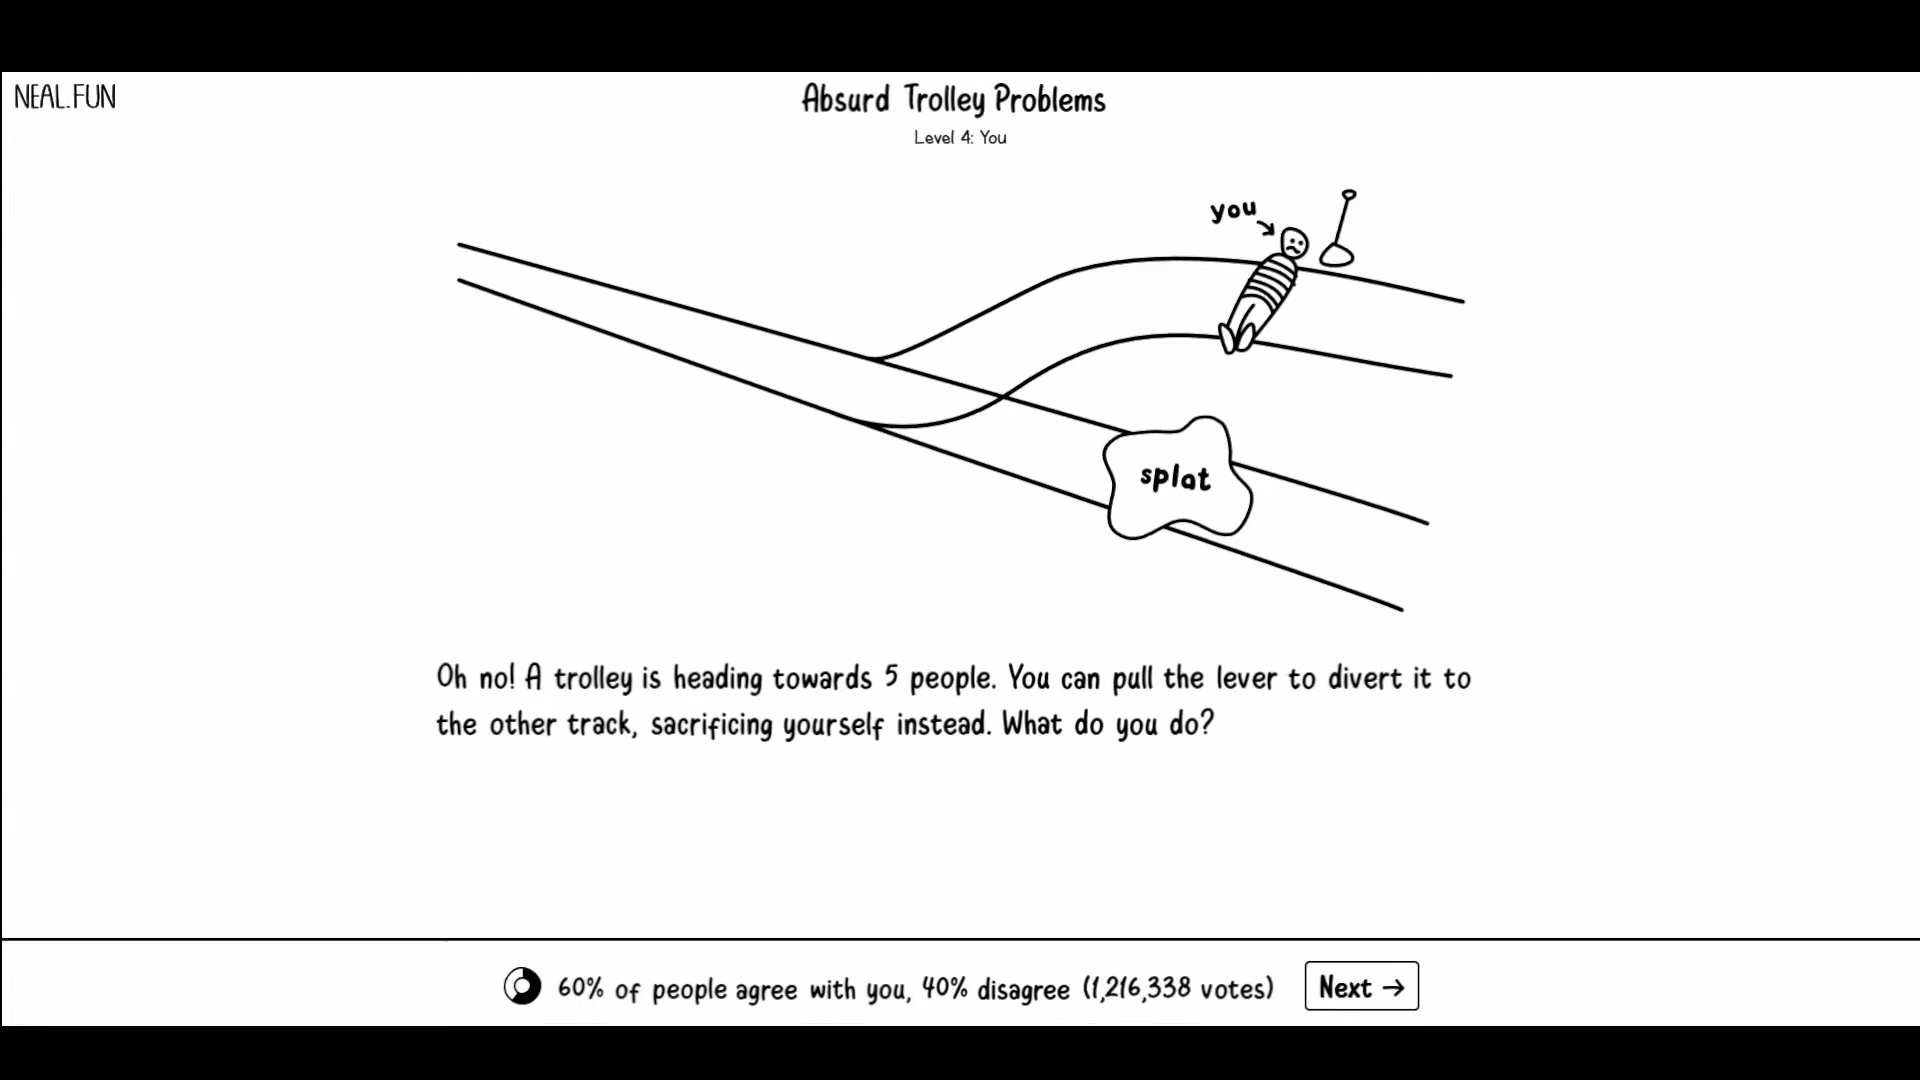 NEAL.FUN
Absurd Trolley Problems
Level 4: You
you
splat
Oh no! A trolley is heading towards 5 people. You can pull the lever to divert it to
the other track, sacrificing yourself instead. What do you do?
60% of people agree with you, 40% disagree (1,216,338 votes)
Next →